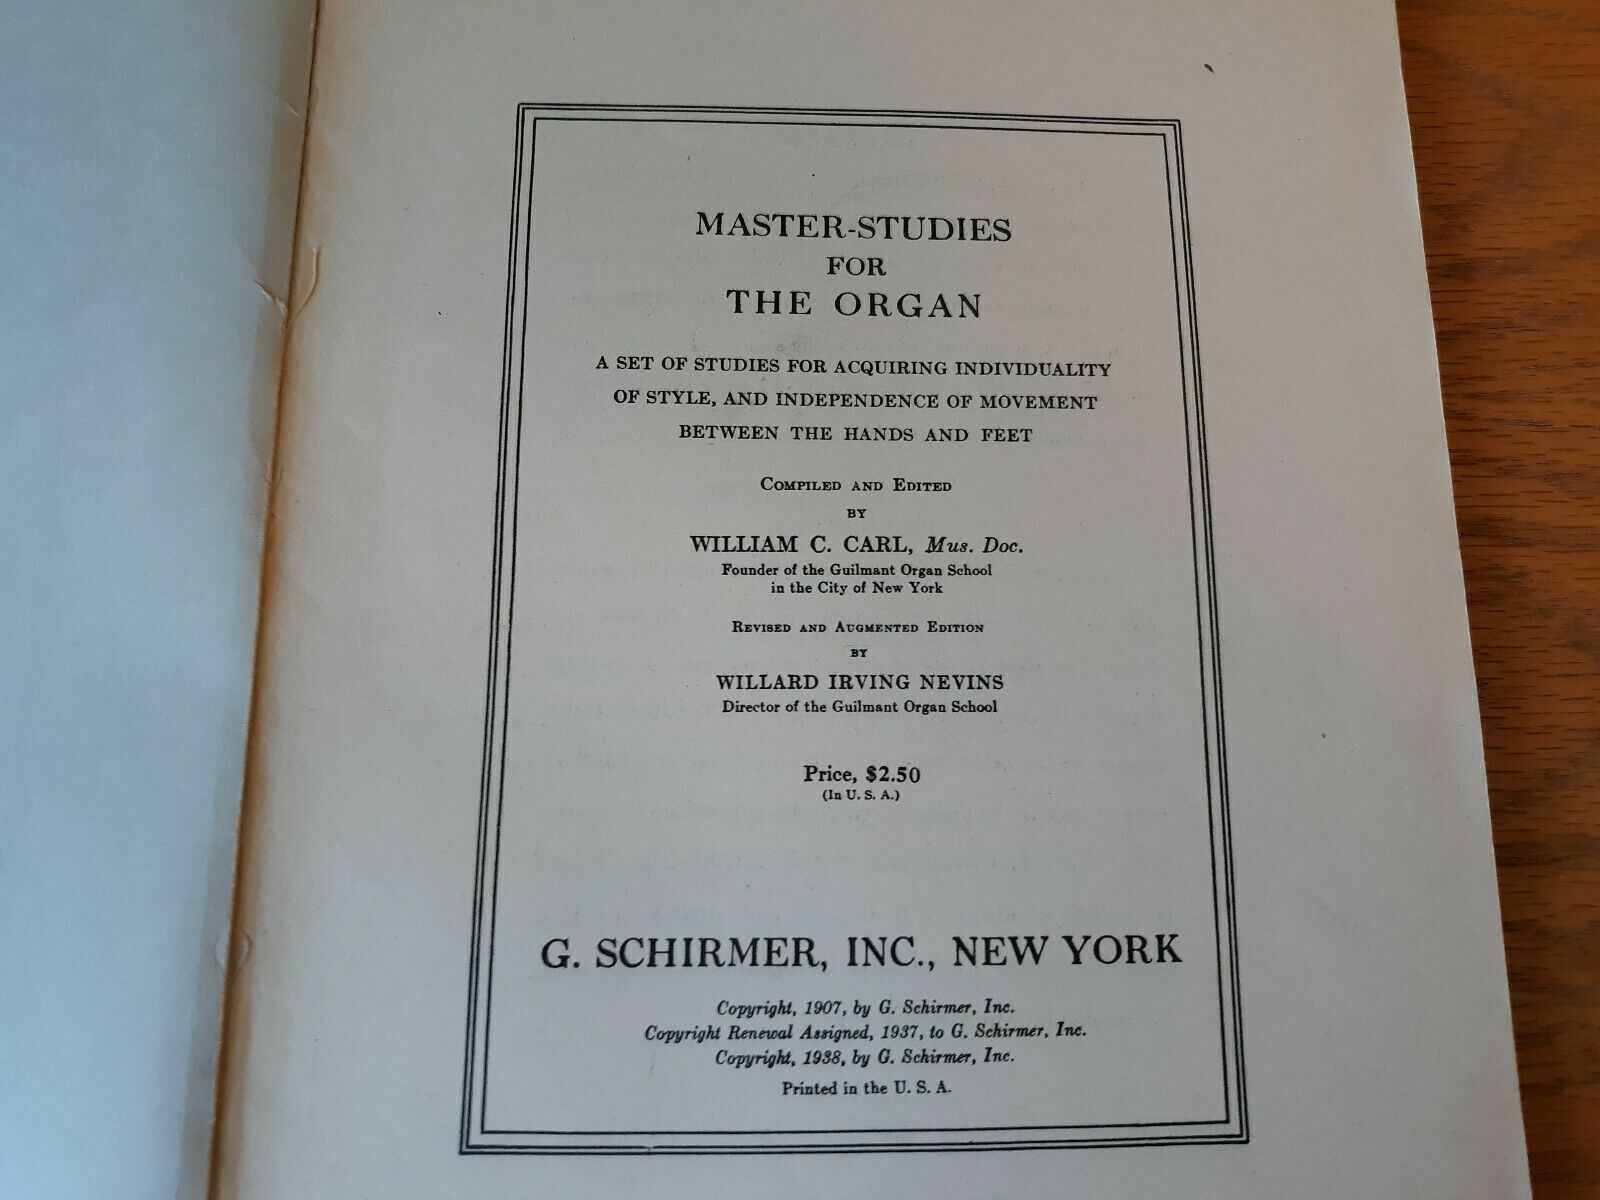 MASTER-STUDIES
FOR
THE ORGAN
A SET OF STUDIES FOR ACQUIRING INDIVIDUALITY
OF STYLE, AND INDEPENDENCE OF MOVEMENT
BETWEEN THE HANDS AND FEET
COMPILED AND EDITED
BY
WILLIAM C. CARL, Mus. Doc.
Founder of the Guilmant Organ School
in the City of New York
REVISED AND AUGMENTED EDITION
BY
WILLARD IRVING NEVINS
Director of the Guilmant Organ School
Price, $2.50
(In U. S. A.)
G. SCHIRMER, INC., NEW YORK
Copyright, 1907, by G. Schirmer, Inc.
Copyright Renewal Assigned, 1937, to G. Schirmer, Inc.
Copyright, 1938, by G. Schirmer, Inc.
Printed in the U. S. A.